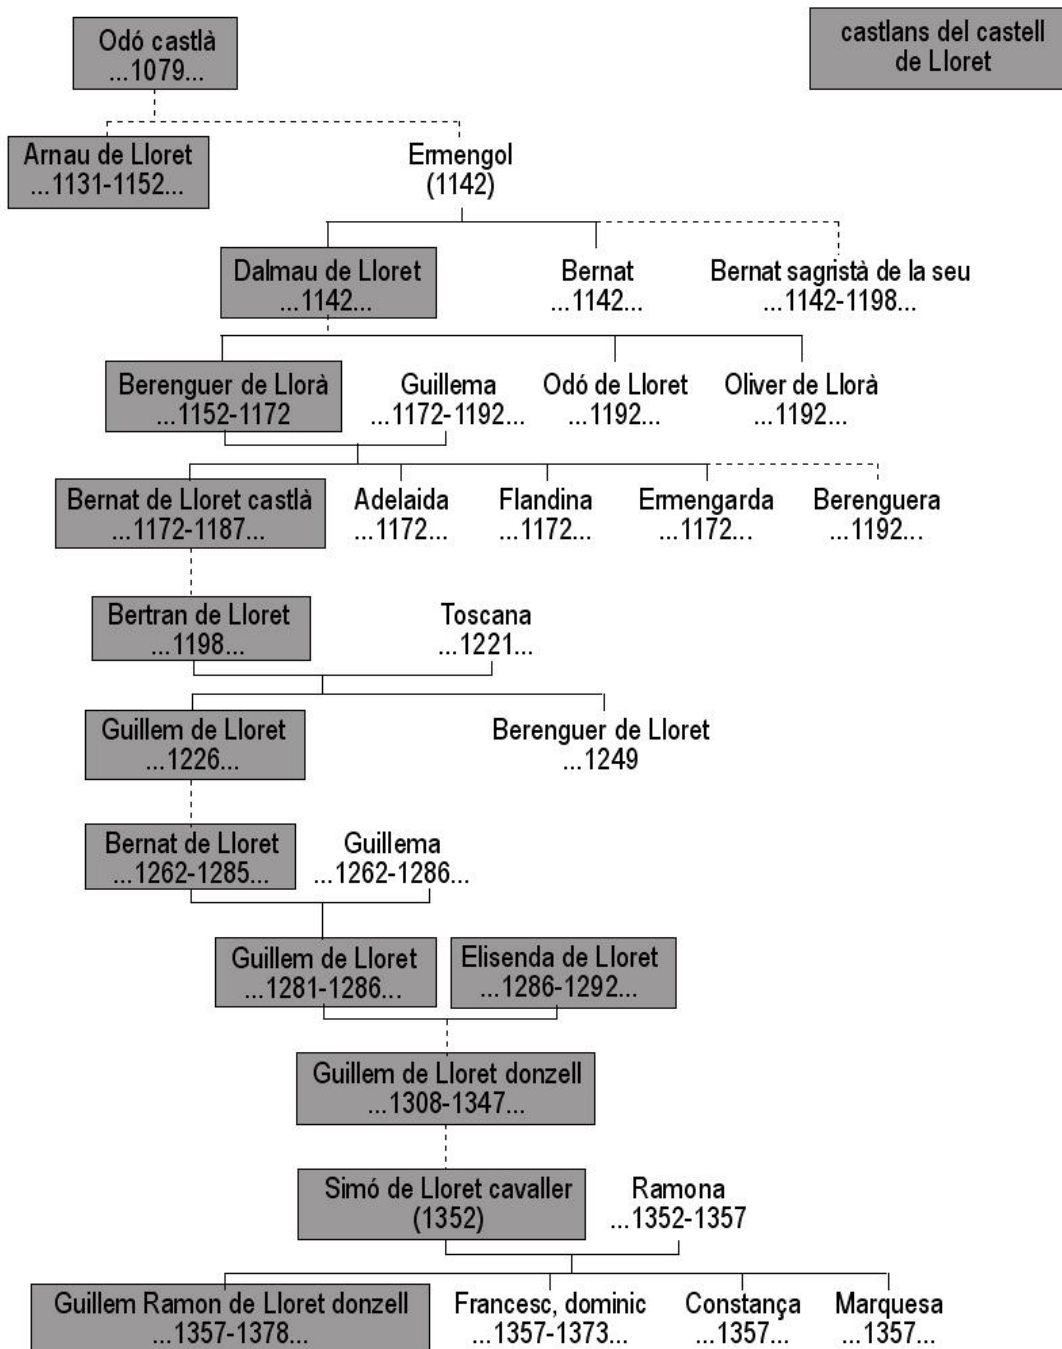 Odó castlà
...1079...
castlans del castell
de Lloret
Arnau de Lloret
...1131-1152...
Ermengol
(1142)
Dalmau de Lloret
...1142...
Bernat
...1142...
Bernat sagristà de la seu
...1142-1198...
Berenguer de Llorà
...1152-1172
Guillema
...1172-1192...
Odó de Lloret
...1192...
Oliver de Llorà
...1192...
Bernat de Lloret castlà
...1172-1187...
Adelaida
...1172...
Flandina
...1172...
Ermengarda
...1172...
Berenguera
...1192...
Bertran de Lloret
...1198...
Toscana
...1221...
Guillem de Lloret
...1226...
Berenguer de Lloret
...1249
Bernat de Lloret
...1262-1285...
Guillema
...1262-1286...
Guillem de Lloret
...1281-1286...
Elisenda de Lloret
...1286-1292...
Guillem de Lloret donzell
...1308-1347...
Simó de Lloret cavaller
(1352)
Ramona
...1352-1357
Guillem Ramon de Lloret donzell
...1357-1378...
Francesc, dominic
...1357-1373...
Constança
...1357...
Marquesa
...1357...